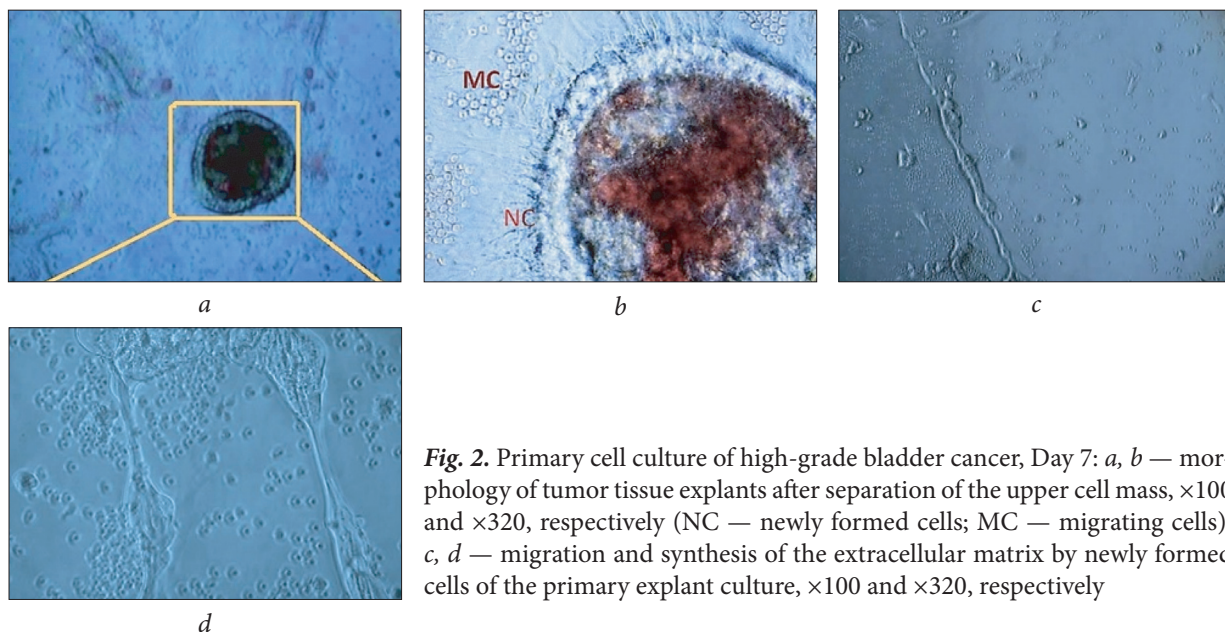 MC
NC
a
b
c
d
Fig. 2. Primary cell culture of high-grade bladder cancer, Day 7: a, b — mor-
phology of tumor tissue explants after separation of the upper cell mass, ×100
and ×320, respectively (NC — newly formed cells; MC — migrating cells)
c, d — migration and synthesis of the extracellular matrix by newly formed
cells of the primary explant culture, ×100 and ×320, respectively